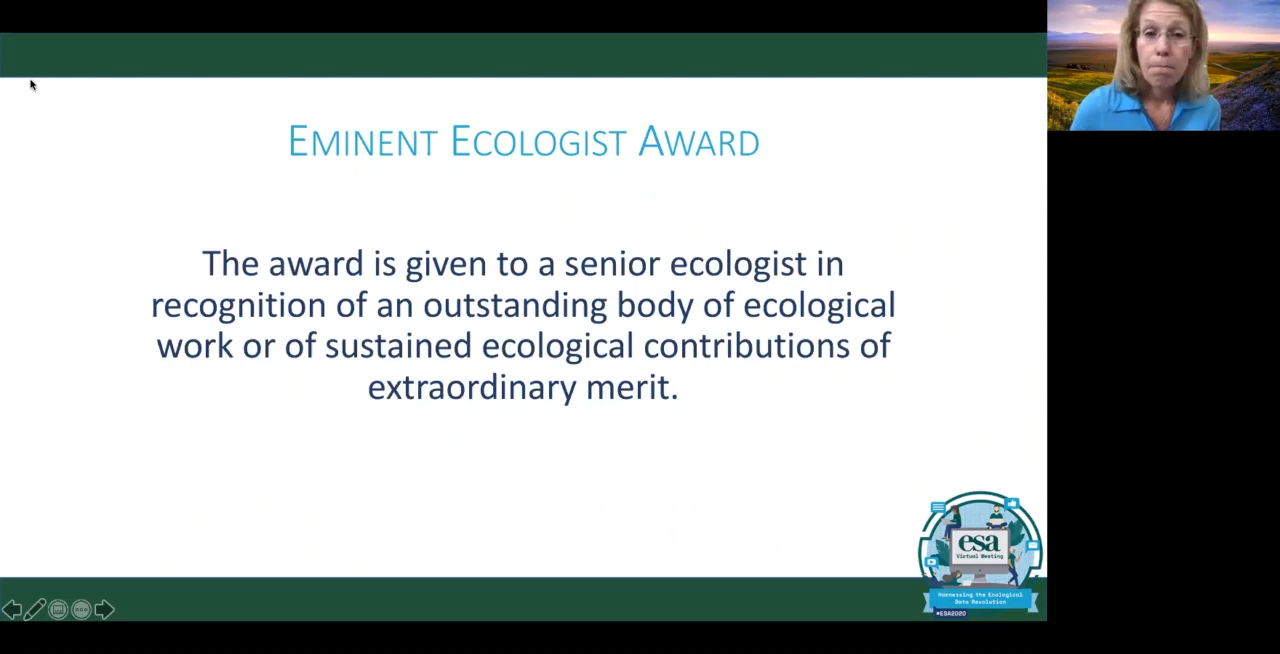 EMINENT ECOLOGIST AWARD
The award is given to a senior ecologist in
recognition of an outstanding body of ecological
work or of sustained ecological contributions of
extraordinary merit.
esa
Virtual Meeting
Harnessing the Ecological
Data Revolution
#ESA2020